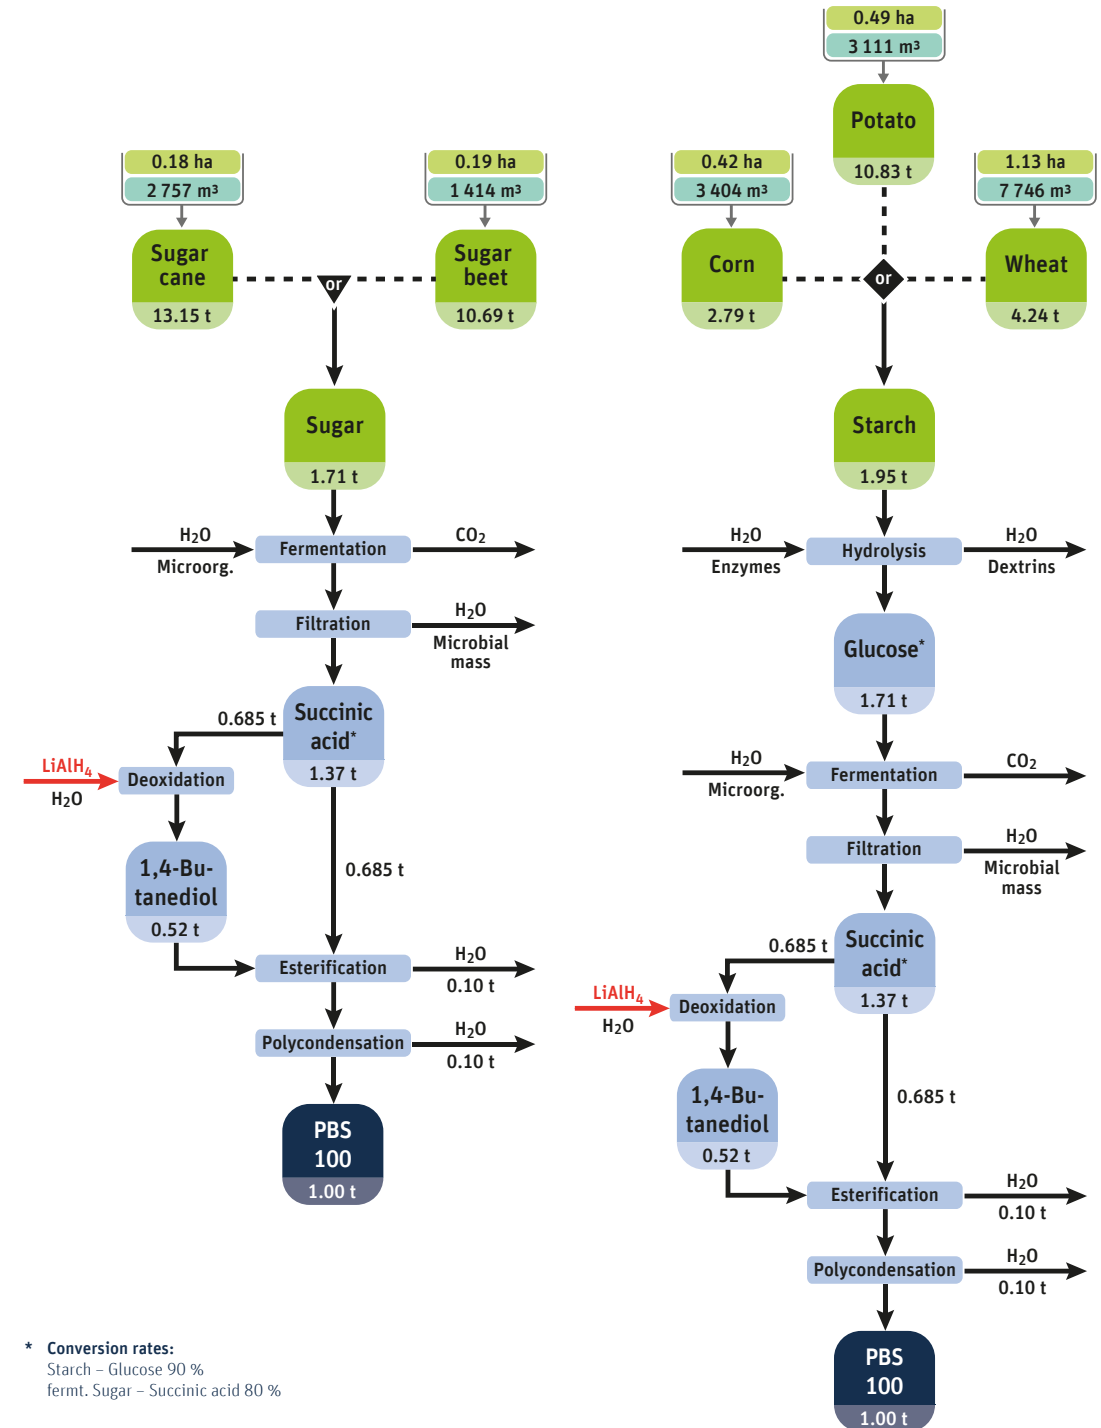 0.18 ha
2 757 m³
Sugar
cane
13.15 t
or
0.19 ha
1 414 m³
Sugar
beet
10.69 t
Sugar
1.71 t
H₂O
Microorg.
Fermentation
CO₂
Filtration
H₂O
Microbial
mass
0.685 t
Succinic
acid*
1.37 t
LiAlH₄
H₂O
Deoxidation
1,4-Bu-
tanediol
0.52 t
0.685 t
Esterification
H₂O
0.10 t
Polycondensation
H₂O
0.10 t
PBS
100
1.00 t
0.49 ha
3 111 m³
Potato
10.83 t
0.42 ha
3 404 m³
Corn
2.79 t
or
1.13 ha
7 746 m³
Wheat
4.24 t
Starch
1.95 t
H₂O
Enzymes
Hydrolysis
H₂O
Dextrins
Glucose*
1.71 t
H₂O
Microorg.
Fermentation
CO₂
Filtration
H₂O
Microbial
mass
0.685 t
Succinic
acid*
1.37 t
LiAlH₄
H₂O
Deoxidation
1,4-Bu-
tanediol
0.52 t
0.685 t
Esterification
H₂O
0.10 t
Polycondensation
H₂O
0.10 t
PBS
100
1.00 t
* Conversion rates:
Starch – Glucose 90 %
fermt. Sugar – Succinic acid 80 %